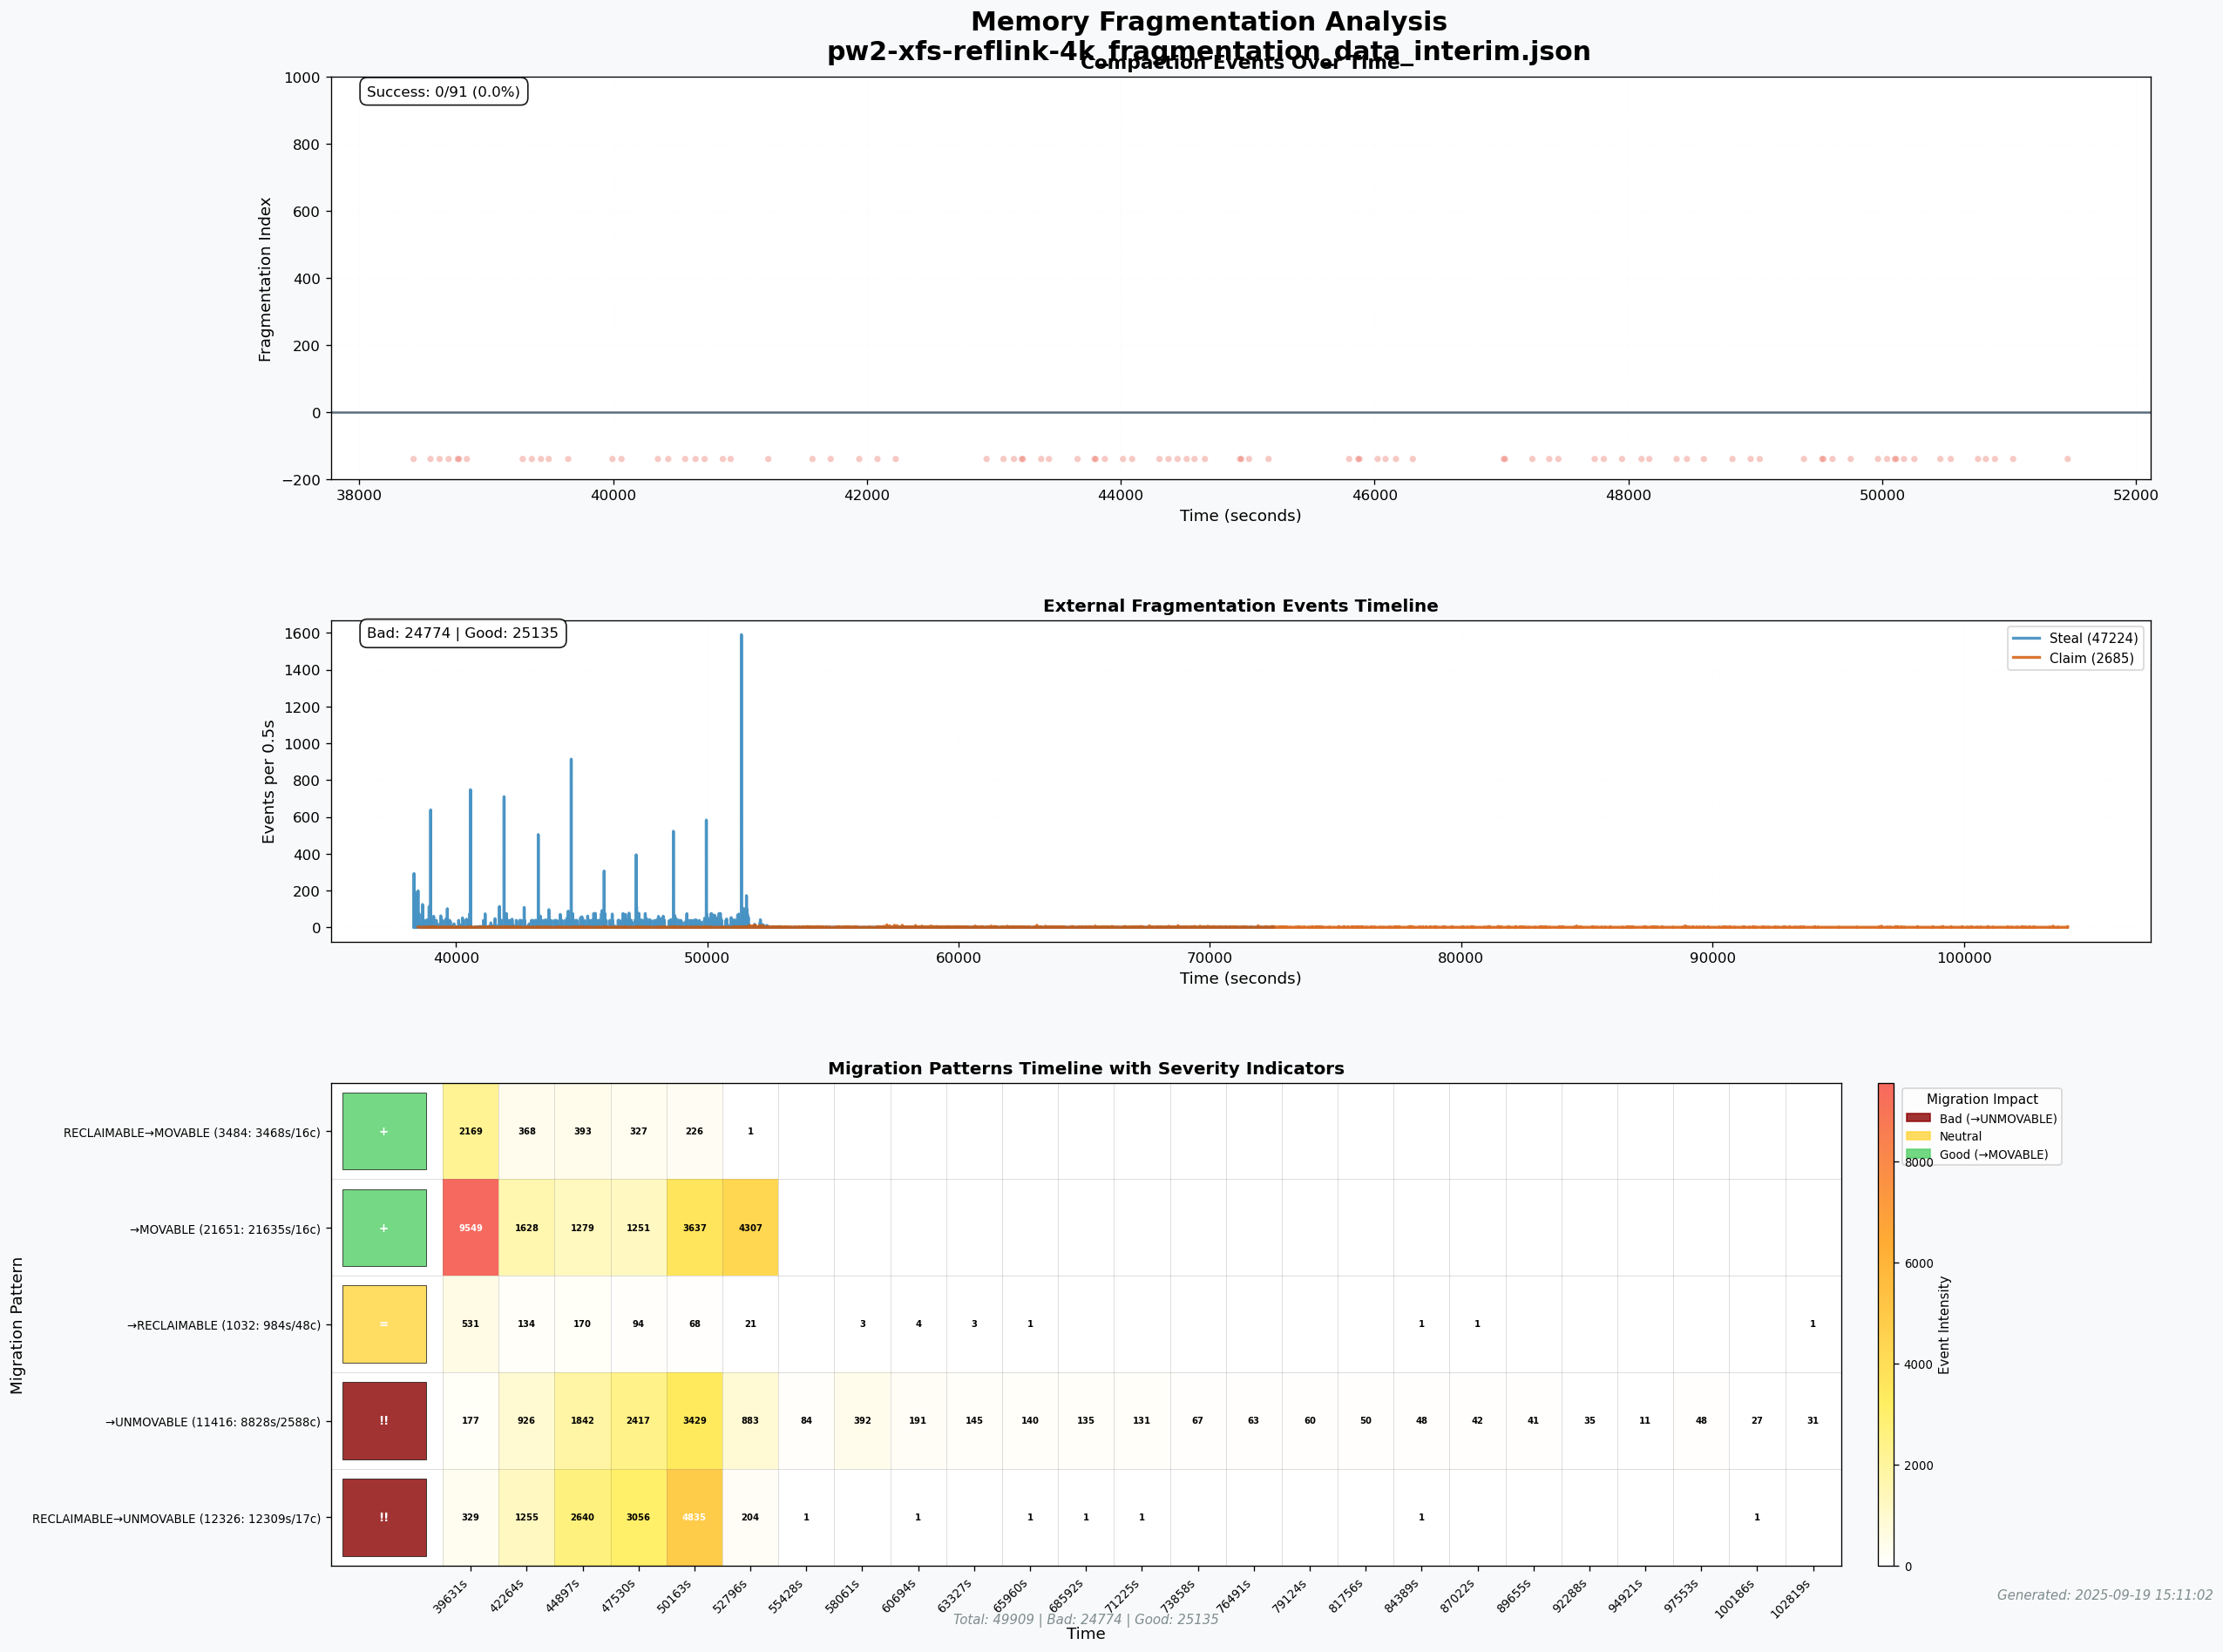 Memory Fragmentation Analysis
pw2-xfs-reflink-4k_fragmentation_data_interim.json
Compaction Events Over Time
1000
800
600
400
200
0
−200
Fragmentation Index
Success: 0/91 (0.0%)
38000 40000 42000 44000 46000 48000 50000 52000
Time (seconds)
External Fragmentation Events Timeline
1600
1400
1200
1000
800
600
400
200
0
Events per 0.5s
Bad: 24774 | Good: 25135
Steal (47224)
Claim (2685)
40000 50000 60000 70000 80000 90000 100000
Time (seconds)
Migration Patterns Timeline with Severity Indicators
Migration Pattern
RECLAIMABLE→MOVABLE (3484: 3468s/16c) + 2169 368 393 327 226 1
→MOVABLE (21651: 21635s/16c) + 9549 1628 1279 1251 3637 4307
→RECLAIMABLE (1032: 984s/48c) = 531 134 170 94 68 21 3 4 3 1 1 1 1
→UNMOVABLE (11416: 8828s/2588c) !! 177 926 1842 2417 3429 883 84 392 191 145 140 135 131 67 63 60 50 48 42 41 35 11 48 27 31
RECLAIMABLE→UNMOVABLE (12326: 12309s/17c) !! 329 1255 2640 3056 4835 204 1 1 1 1 1 1 1
39631s 42264s 44897s 47530s 50163s 52796s 55428s 58061s 60694s 63327s 65960s 68592s 71225s 73858s 76491s 79124s 81756s 84389s 87022s 89655s 92288s 94921s 97553s 100186s 102819s
Total: 49909 | Bad: 24774 | Good: 25135
Time
Migration Impact
Bad (→UNMOVABLE)
Neutral
Good (→MOVABLE)
8000
6000
4000
2000
0
Event Intensity
Generated: 2025-09-19 15:11:02